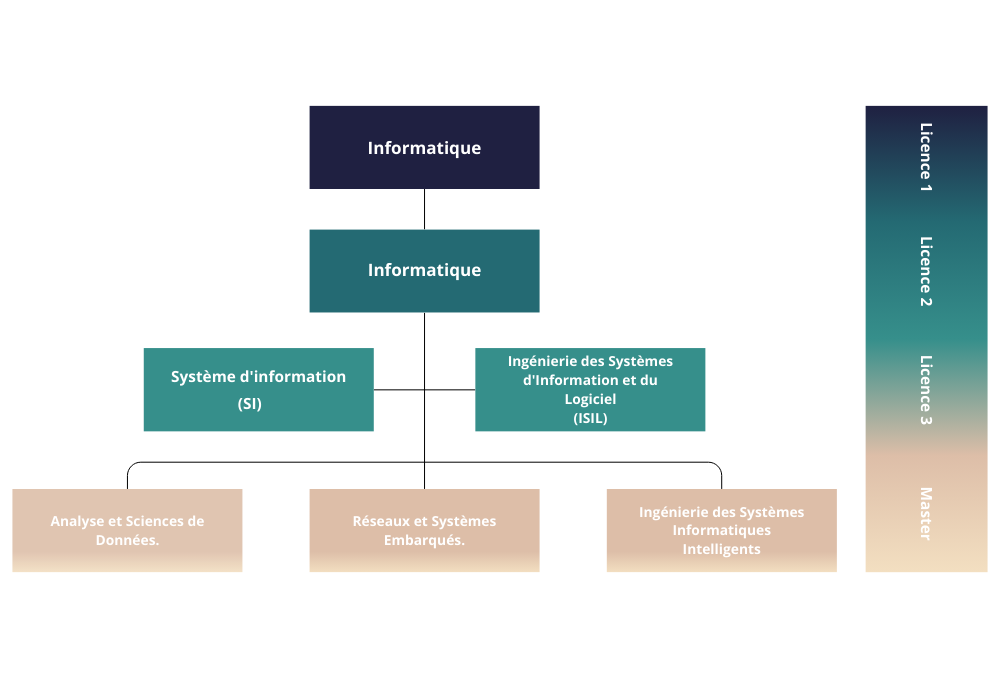 Informatique
Informatique
Système d'information
(SI)
Ingénierie des Systèmes
d'Information et du
Logiciel
(ISIL)
Analyse et Sciences de
Données.
Réseaux et Systèmes
Embarqués.
Ingénierie des Systèmes
Informatiques
Intelligents
Licence 1
Licence 2
Licence 3
Master